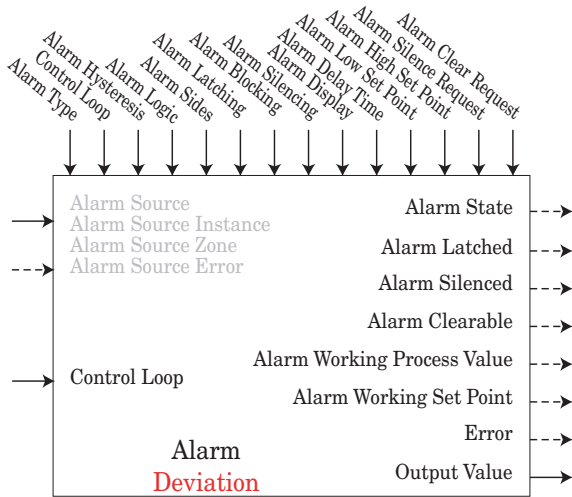 Alarm Type
Control Loop
Alarm Hysteresis
Alarm Logic
Alarm Sides
Alarm Latching
Alarm Blocking
Alarm Silencing
Alarm Display
Alarm Delay Time
Alarm Low Set Point
Alarm High Set Point
Alarm Silence Request
Alarm Clear Request
Alarm Source
Alarm Source Instance
Alarm Source Zone
Alarm Source Error
Control Loop
Alarm State
Alarm Latched
Alarm Silenced
Alarm Clearable
Alarm Working Process Value
Alarm Working Set Point
Error
Output Value
Alarm
Deviation